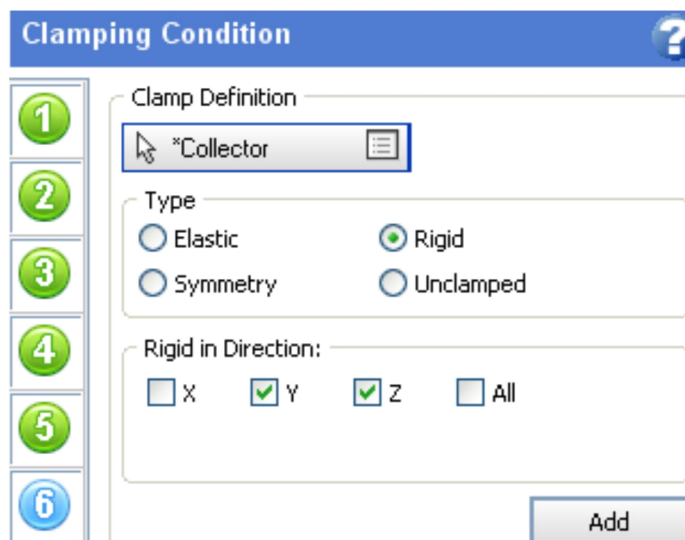 Clamping Condition ?
1
2
3
4
5
6
Clamp Definition
*Collector
Type
Elastic Rigid
Symmetry Unclamped
Rigid in Direction:
X Y Z All
Add